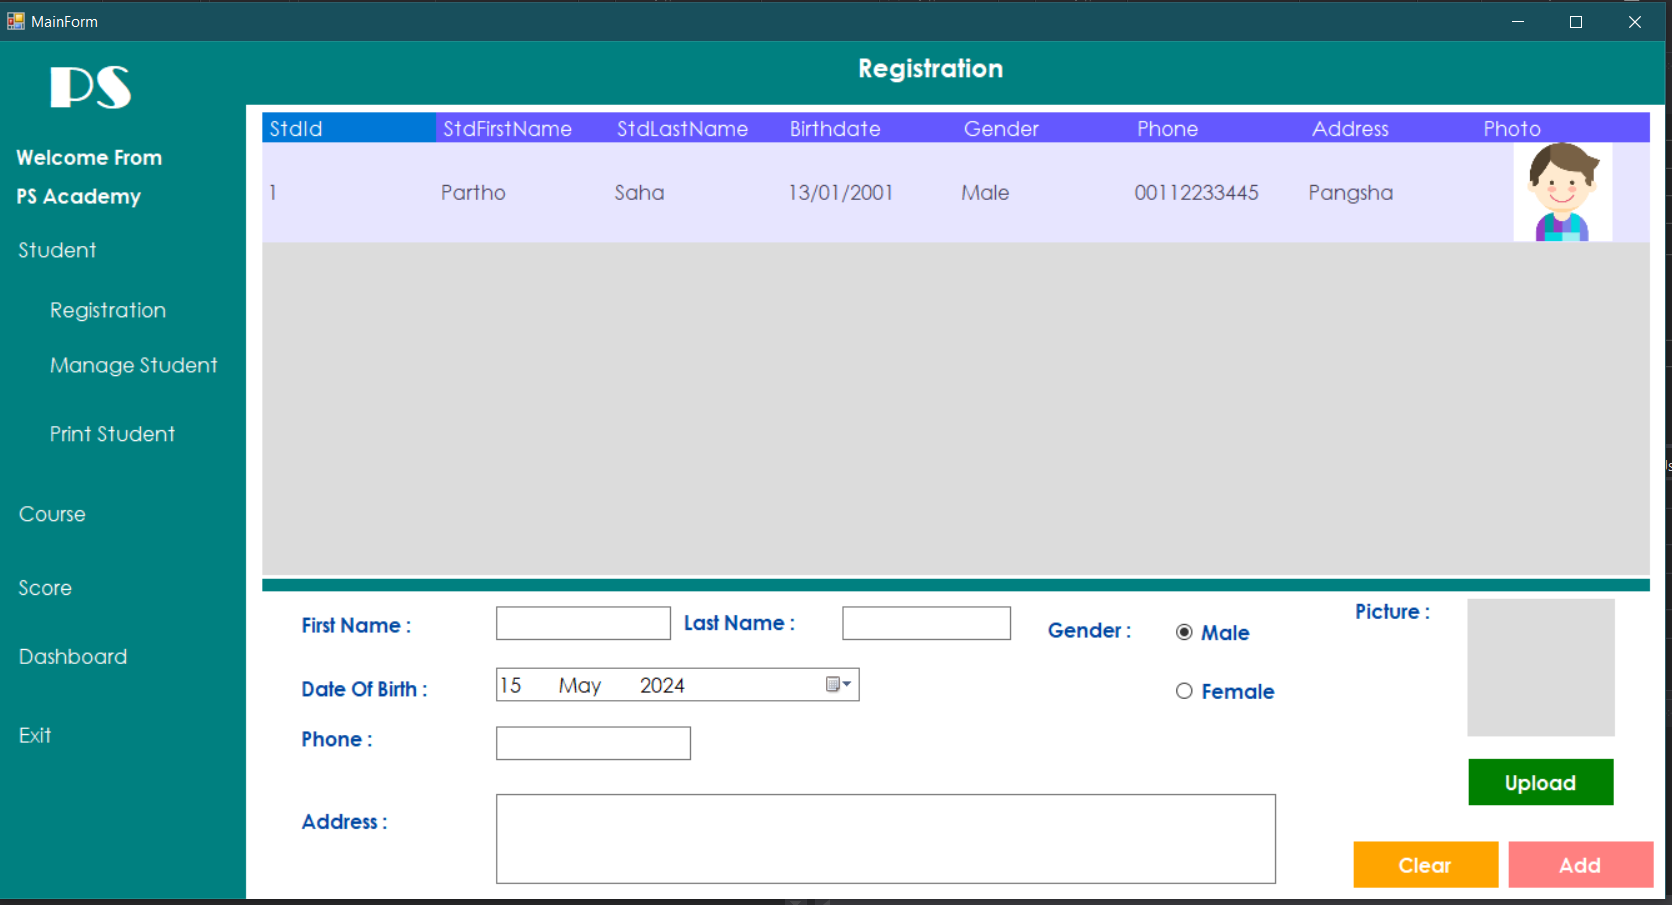 MainForm
PS
Registration
Welcome From
PS Academy
Student
Registration
Manage Student
Print Student
Course
Score
Dashboard
Exit
StdId StdFirstName StdLastName Birthdate Gender Phone Address Photo
1 Partho Saha 13/01/2001 Male 00112233445 Pangsha
First Name : Last Name : Gender : Male Picture :
Date Of Birth : 15 May 2024 Female
Phone :
Upload
Address :
Clear Add